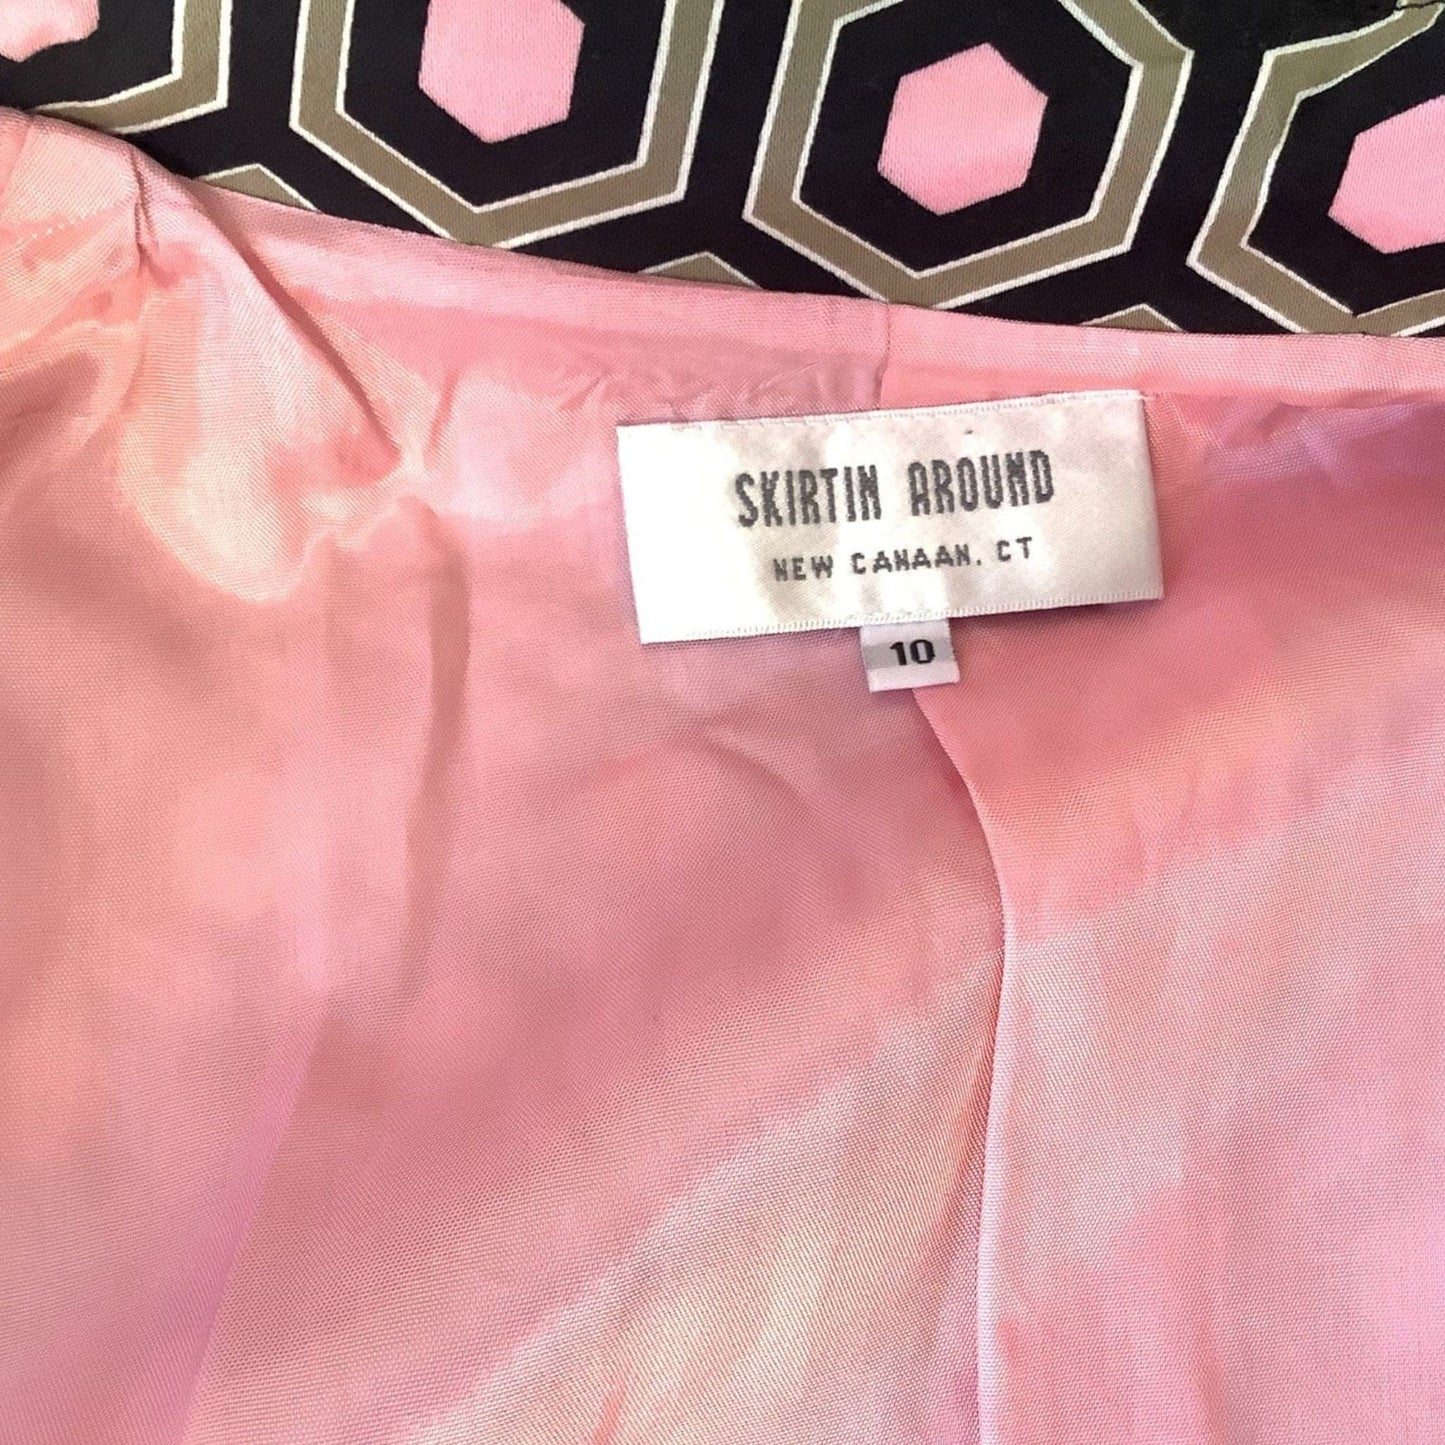 SKIRTIN AROUND
NEW CANAAN, CT
10